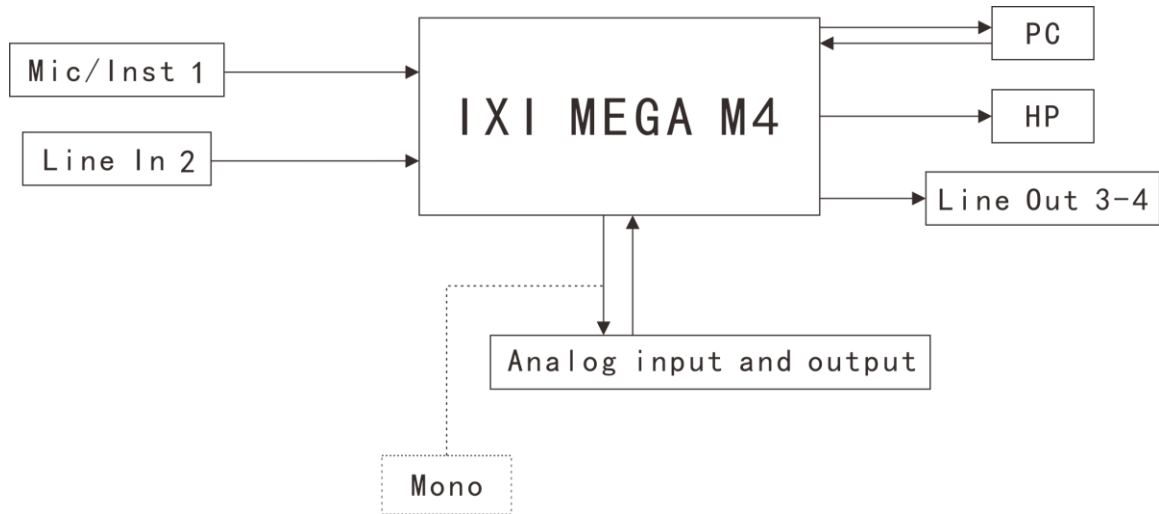 PC
Mic/Inst 1
IXI MEGA M4
HP
Line In 2
Line Out 3-4
Analog input and output
Mono